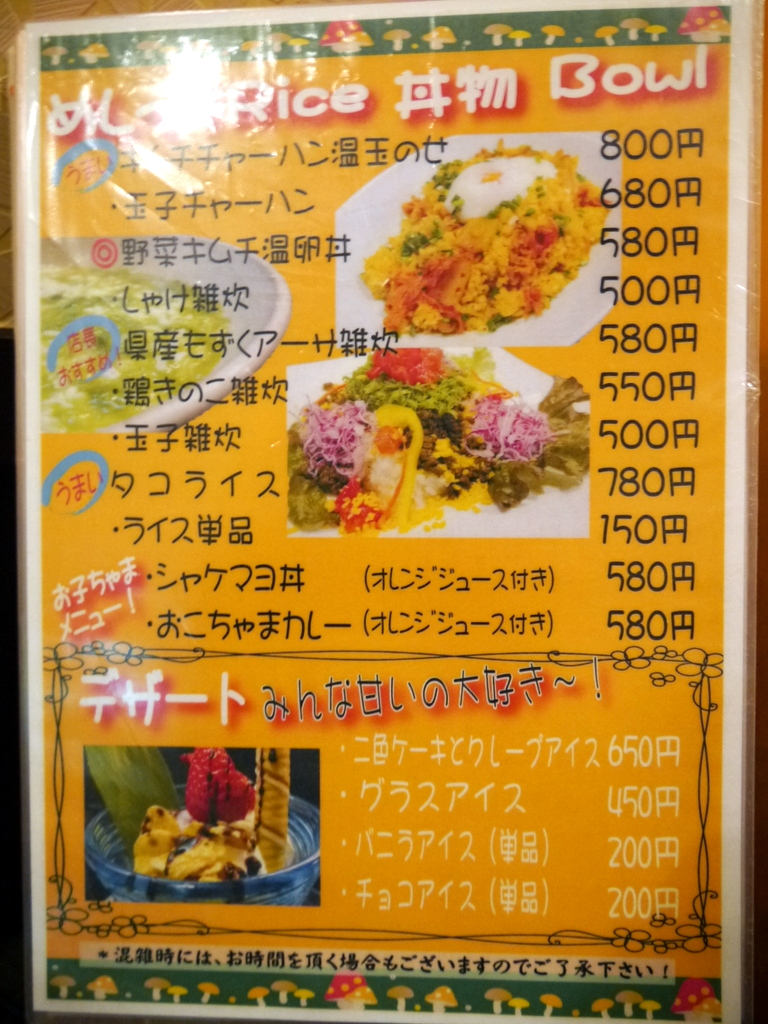 めし Rice 丼物 Bowl
うまい キムチチャーハン温玉のせ 800円
・玉子チャーハン 680円
◎野菜キムチ温卵丼 580円
・しゃけ雑炊 500円
店長おすすめ! 県産もずくアーサ雑炊 580円
・鶏きのこ雑炊 550円
・玉子雑炊 500円
うまい タコライス 780円
・ライス単品 150円
お子ちゃまメニュー!
・シャケマヨ丼 (オレンジジュース付き) 580円
・おこちゃまカレー (オレンジジュース付き) 580円
デザート みんな甘いの大好き～!
・二色ケーキとクレープアイス 650円
・グラスアイス 450円
・バニラアイス (単品) 200円
・チョコアイス (単品) 200円
*混雑時には、お時間を頂く場合もございますのでご了承下さい!